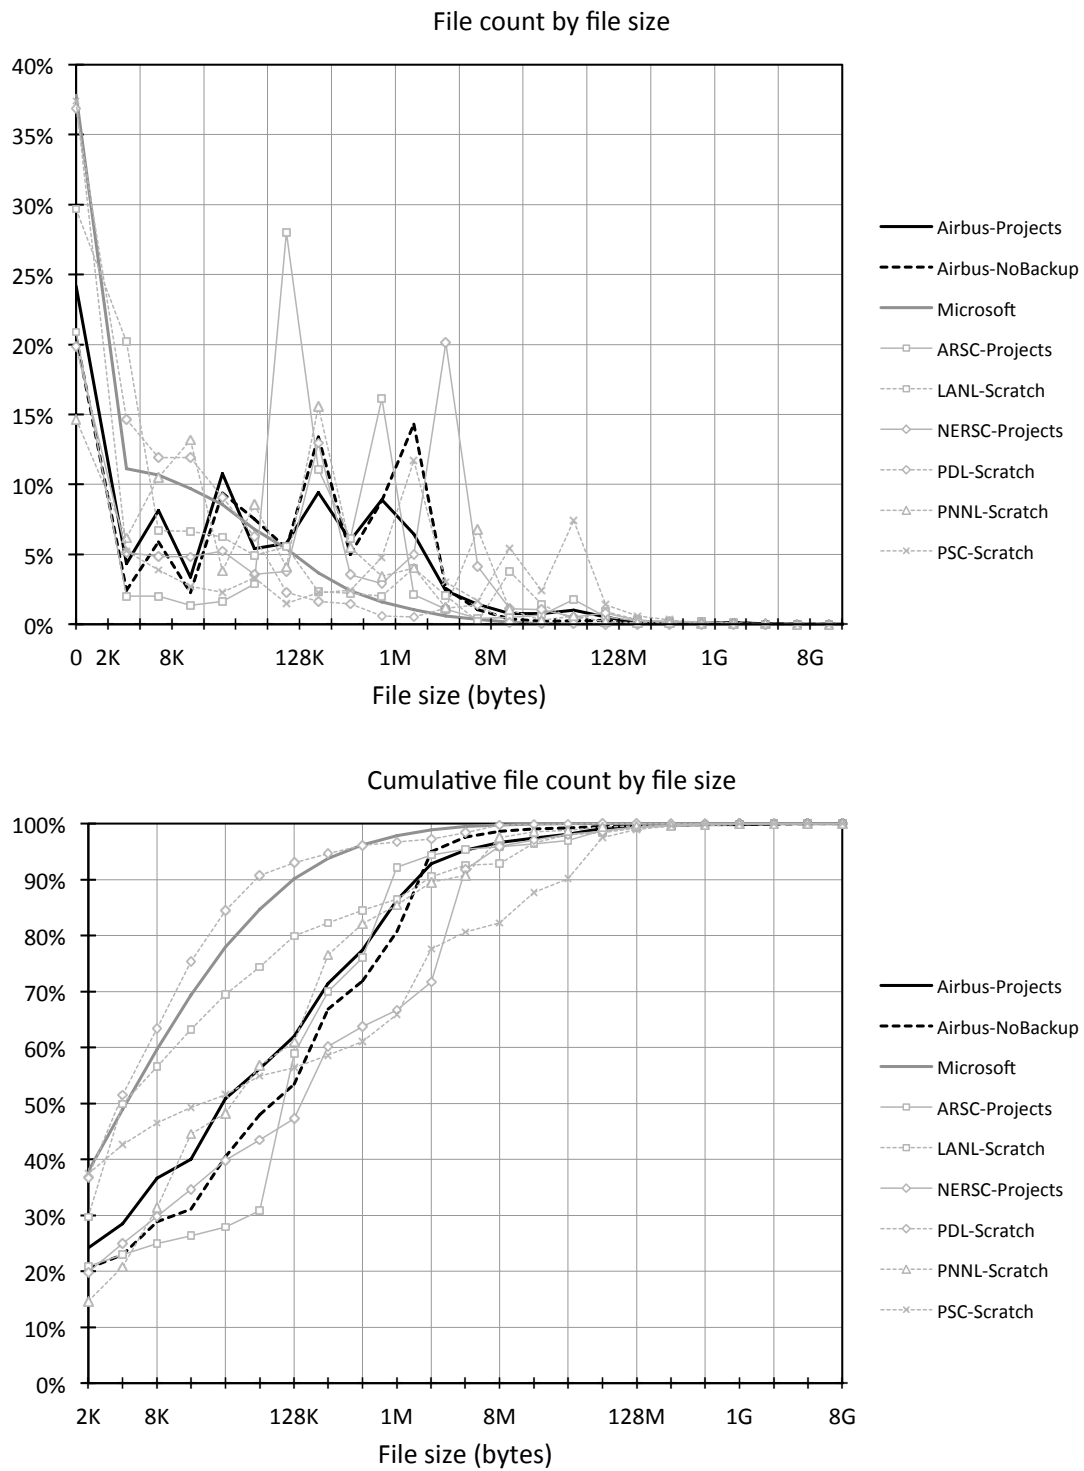 File count by file size
40%
35%
30%
25%
20%
15%
10%
5%
0%
0 2K 8K 128K 1M 8M 128M 1G 8G
File size (bytes)
Airbus-Projects
Airbus-NoBackup
Microsoft
ARSC-Projects
LANL-Scratch
NERSC-Projects
PDL-Scratch
PNNL-Scratch
PSC-Scratch
Cumulative file count by file size
100%
90%
80%
70%
60%
50%
40%
30%
20%
10%
0%
2K 8K 128K 1M 8M 128M 1G 8G
File size (bytes)
Airbus-Projects
Airbus-NoBackup
Microsoft
ARSC-Projects
LANL-Scratch
NERSC-Projects
PDL-Scratch
PNNL-Scratch
PSC-Scratch